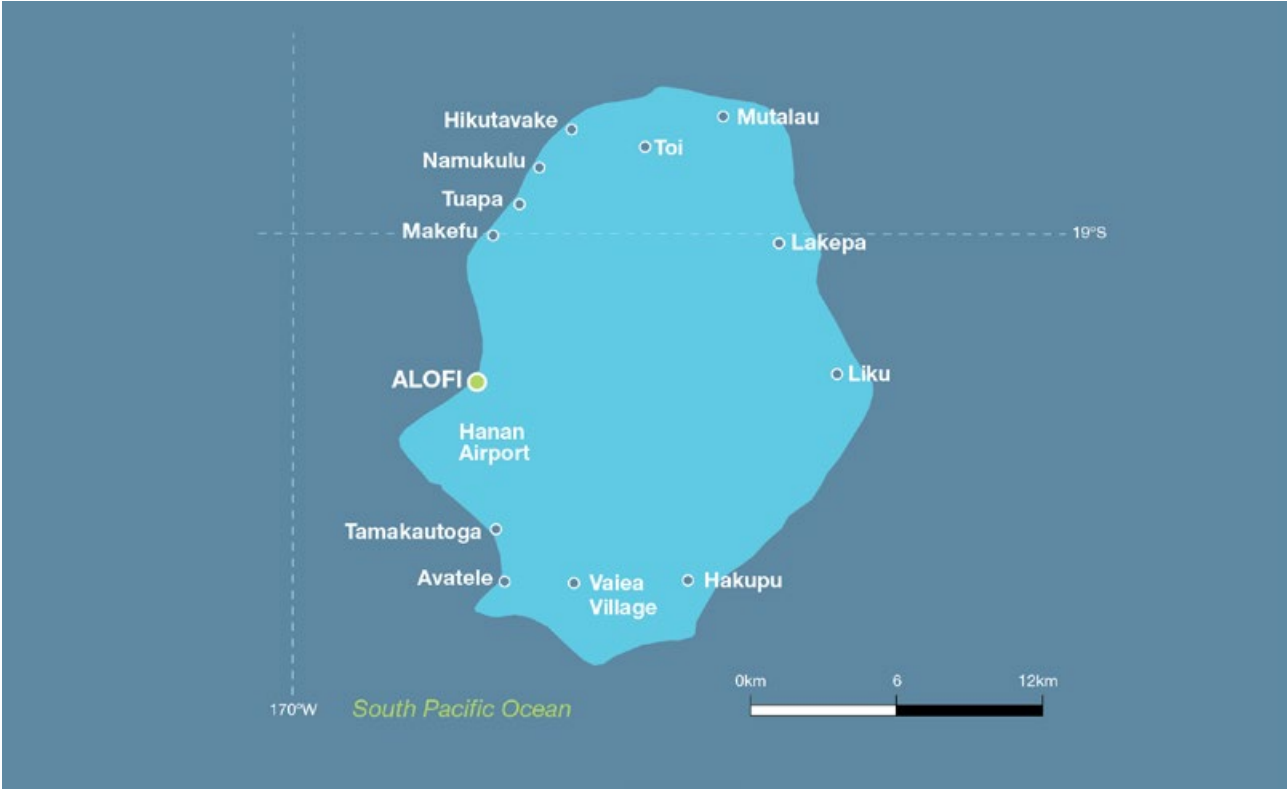 Hikutavake
Mutalau
Toi
Namukulu
Tuapa
Makefu
19°S
Lakepa
ALOFI
Liku
Hanan
Airport
Tamakautoga
Avatele
Vaiea
Village
Hakupu
0km 6 12km
170°W
South Pacific Ocean